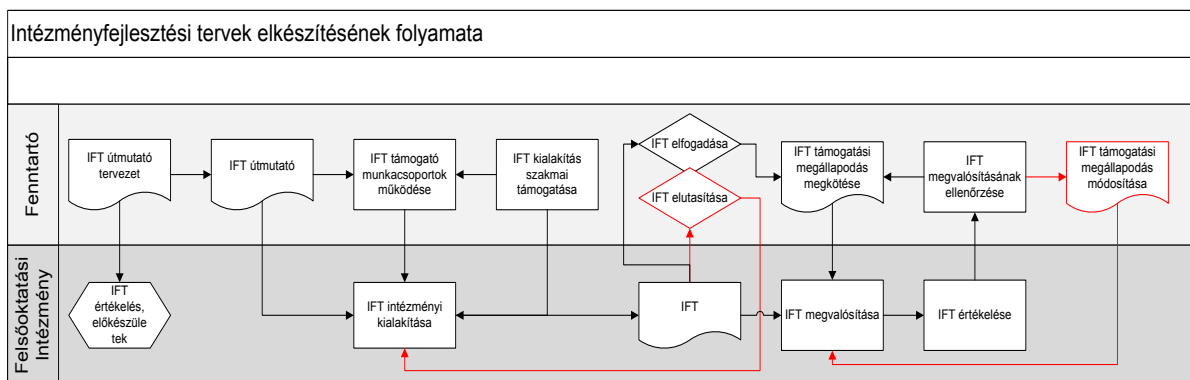 Intézményfejlesztési tervek elkészítésének folyamata
Fenntartó
IFT útmutató
tervezet
IFT útmutató
IFT támogató
munkacsoportok
működése
IFT kialakítás
szakmai
támogatása
IFT elfogadása
IFT elutasítása
IFT támogatási
megállapodás
megkötése
IFT
megvalósításának
ellenőrzése
IFT támogatási
megállapodás
módosítása
Felsőoktatási
Intézmény
IFT
értékelés,
előkészüle
tek
IFT intézményi
kialakítása
IFT
IFT megvalósítása
IFT értékelése